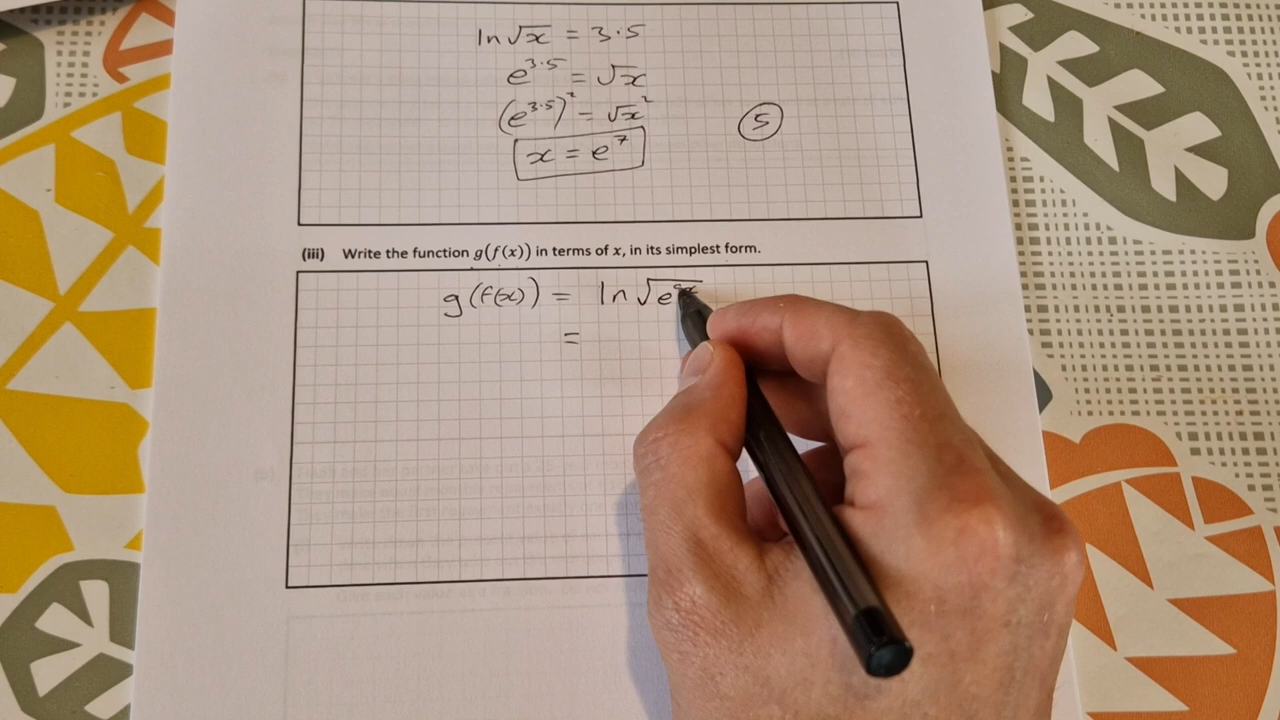 ln√x = 3.5
e^3.5 = √x
(e^3.5)^2 = √x^2
x = e^7
5
(iii) Write the function g(f(x)) in terms of x, in its simplest form.
g(f(x)) = ln√e
=